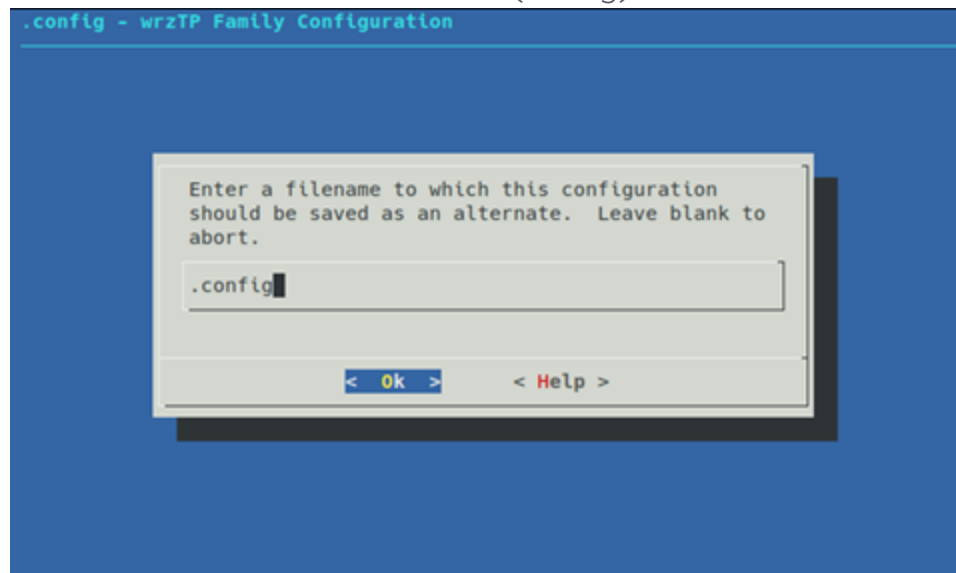 .config - wrzTP Family Configuration
Enter a filename to which this configuration
should be saved as an alternate.  Leave blank to
abort.
.config
<  Ok  >        < Help >